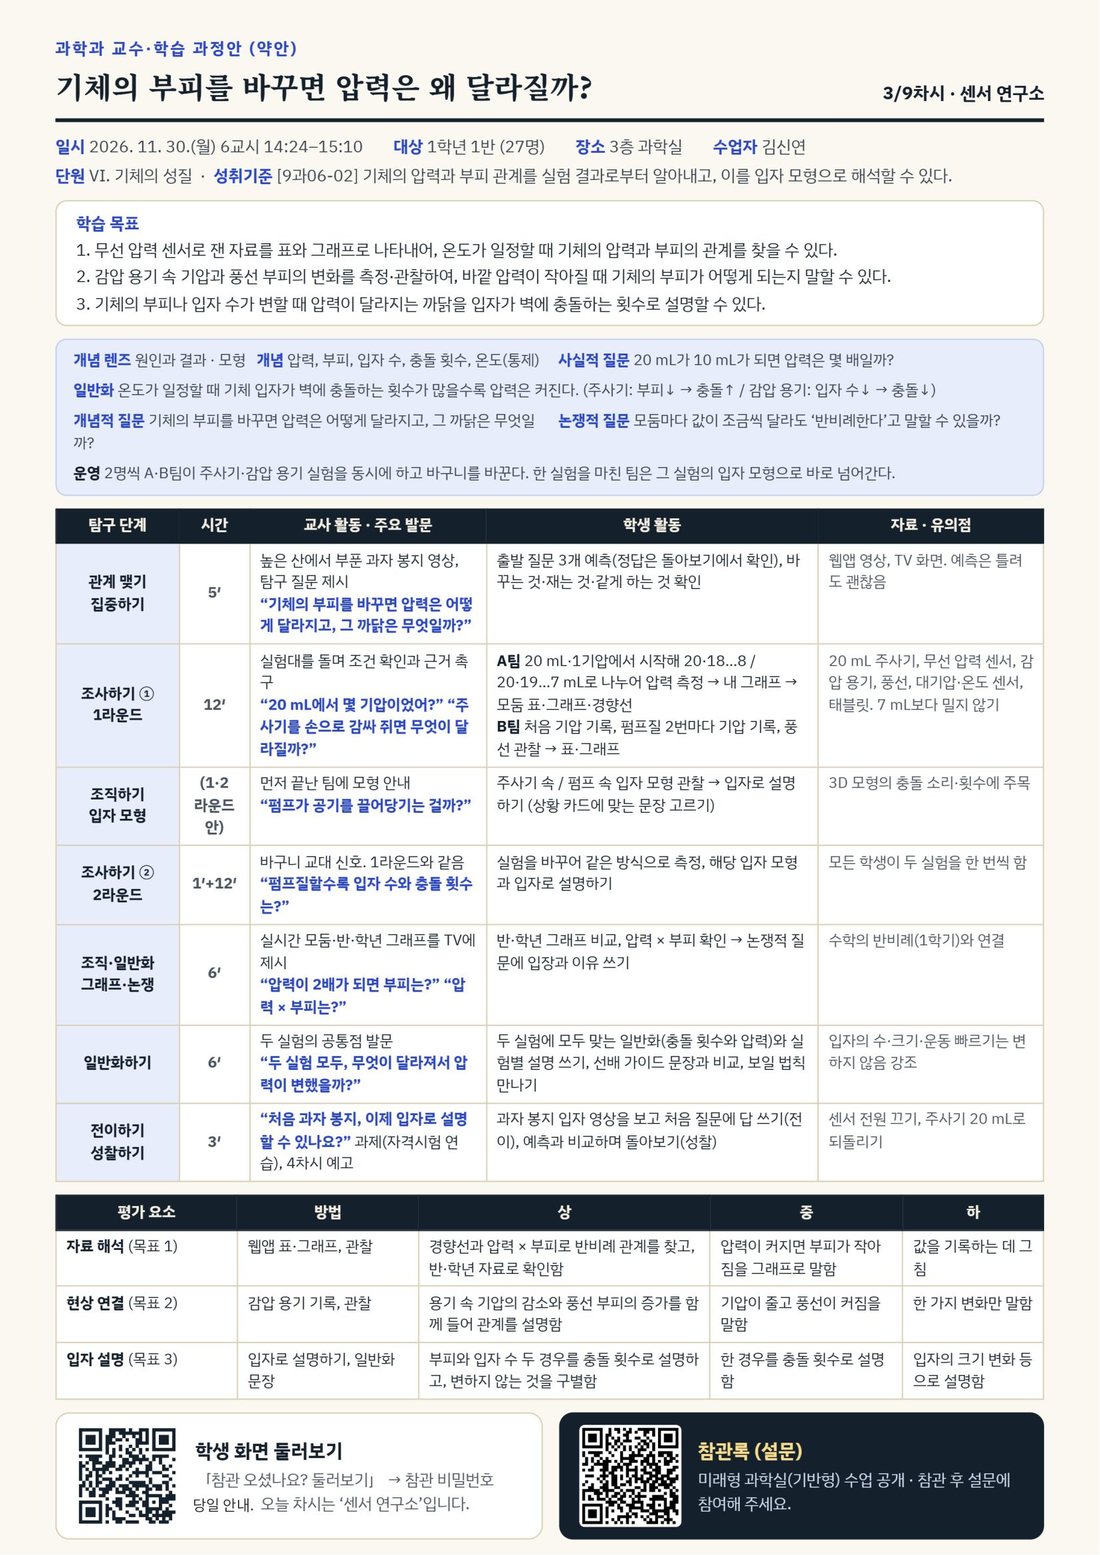 과학과 교수·학습 과정안 (약안)
기체의 부피를 바꾸면 압력은 왜 달라질까?
3/9차시 · 센서 연구소
일시 2026. 11. 30.(월) 6교시 14:24–15:10 대상 1학년 1반 (27명) 장소 3층 과학실 수업자 김신연
단원 VI. 기체의 성질 · 성취기준 [9과06-02] 기체의 압력과 부피 관계를 실험 결과로부터 알아내고, 이를 입자 모형으로 해석할 수 있다.
학습 목표
1. 무선 압력 센서로 잰 자료를 표와 그래프로 나타내어, 온도가 일정할 때 기체의 압력과 부피의 관계를 찾을 수 있다.
2. 감압 용기 속 기압과 풍선 부피의 변화를 측정·관찰하여, 바깥 압력이 작아질 때 기체의 부피가 어떻게 되는지 말할 수 있다.
3. 기체의 부피나 입자 수가 변할 때 압력이 달라지는 까닭을 입자가 벽에 충돌하는 횟수로 설명할 수 있다.
개념 렌즈 원인과 결과 · 모형 개념 압력, 부피, 입자 수, 충돌 횟수, 온도(통제) 사실적 질문 20 mL가 10 mL가 되면 압력은 몇 배일까?
일반화 온도가 일정할 때 기체 입자가 벽에 충돌하는 횟수가 많을수록 압력은 커진다. (주사기: 부피↓ → 충돌↑ / 감압 용기: 입자 수↓ → 충돌↓)
개념적 질문 기체의 부피를 바꾸면 압력은 어떻게 달라지고, 그 까닭은 무엇일
까?
논쟁적 질문 모둠마다 값이 조금씩 달라도 ‘반비례한다’고 말할 수 있을까?
운영 2명씩 A·B팀이 주사기·감압 용기 실험을 동시에 하고 바구니를 바꾼다. 한 실험을 마친 팀은 그 실험의 입자 모형으로 바로 넘어간다.
탐구 단계 시간 교사 활동 · 주요 발문 학생 활동 자료 · 유의점
관계 맺기
집중하기
5′
높은 산에서 부푼 과자 봉지 영상,
탐구 질문 제시
“기체의 부피를 바꾸면 압력은 어떻
게 달라지고, 그 까닭은 무엇일까?”
출발 질문 3개 예측(정답은 돌아보기에서 확인), 바
꾸는 것·재는 것·같게 하는 것 확인
웹앱 영상, TV 화면. 예측은 틀려
도 괜찮음
조사하기 ①
1라운드
12′
실험대를 돌며 조건 확인과 근거 촉
구
“20 mL에서 몇 기압이었어?” “주
사기를 손으로 감싸 쥐면 무엇이 달
라질까?”
A팀 20 mL·1기압에서 시작해 20·18…8 /
20·19…7 mL로 나누어 압력 측정 → 내 그래프 →
모둠 표·그래프·경향선
B팀 처음 기압 기록, 펌프질 2번마다 기압 기록, 풍
선 관찰 → 표·그래프
20 mL 주사기, 무선 압력 센서, 감
압 용기, 풍선, 대기압·온도 센서,
태블릿. 7 mL보다 밀지 않기
조직하기
입자 모형
(1·2
라운드
안)
먼저 끝난 팀에 모형 안내
“펌프가 공기를 끌어당기는 걸까?”
주사기 속 / 펌프 속 입자 모형 관찰 → 입자로 설명
하기 (상황 카드에 맞는 문장 고르기)
3D 모형의 충돌 소리·횟수에 주목
조사하기 ②
2라운드
1′+12′
바구니 교대 신호. 1라운드와 같음
“펌프질할수록 입자 수와 충돌 횟수
는?”
실험을 바꾸어 같은 방식으로 측정, 해당 입자 모형
과 입자로 설명하기
모든 학생이 두 실험을 한 번씩 함
조직·일반화
그래프·논쟁
6′
실시간 모둠·반·학년 그래프를 TV에
제시
“압력이 2배가 되면 부피는?” “압
력 × 부피는?”
반·학년 그래프 비교, 압력 × 부피 확인 → 논쟁적 질
문에 입장과 이유 쓰기
수학의 반비례(1학기)와 연결
일반화하기
6′
두 실험의 공통점 발문
“두 실험 모두, 무엇이 달라져서 압
력이 변했을까?”
두 실험에 모두 맞는 일반화(충돌 횟수와 압력)와 실
험별 설명 쓰기, 선배 가이드 문장과 비교, 보일 법칙
만나기
입자의 수·크기·운동 빠르기는 변
하지 않음 강조
전이하기
성찰하기
3′
“처음 과자 봉지, 이제 입자로 설명
할 수 있나요?” 과제(자격시험 연
습), 4차시 예고
과자 봉지 입자 영상을 보고 처음 질문에 답 쓰기(전
이), 예측과 비교하며 돌아보기(성찰)
센서 전원 끄기, 주사기 20 mL로
되돌리기
평가 요소 방법 상 중 하
자료 해석 (목표 1)
웹앱 표·그래프, 관찰
경향선과 압력 × 부피로 반비례 관계를 찾고,
반·학년 자료로 확인함
압력이 커지면 부피가 작아
짐을 그래프로 말함
값을 기록하는 데 그
침
현상 연결 (목표 2)
감압 용기 기록, 관찰
용기 속 기압의 감소와 풍선 부피의 증가를 함
께 들어 관계를 설명함
기압이 줄고 풍선이 커짐을
말함
한 가지 변화만 말함
입자 설명 (목표 3)
입자로 설명하기, 일반화
문장
부피와 입자 수 두 경우를 충돌 횟수로 설명하
고, 변하지 않는 것을 구별함
한 경우를 충돌 횟수로 설명
함
입자의 크기 변화 등
으로 설명함
학생 화면 둘러보기
「참관 오셨나요? 둘러보기」 → 참관 비밀번호
당일 안내. 오늘 차시는 ‘센서 연구소’입니다.
참관록 (설문)
미래형 과학실(기반형) 수업 공개 · 참관 후 설문에
참여해 주세요.